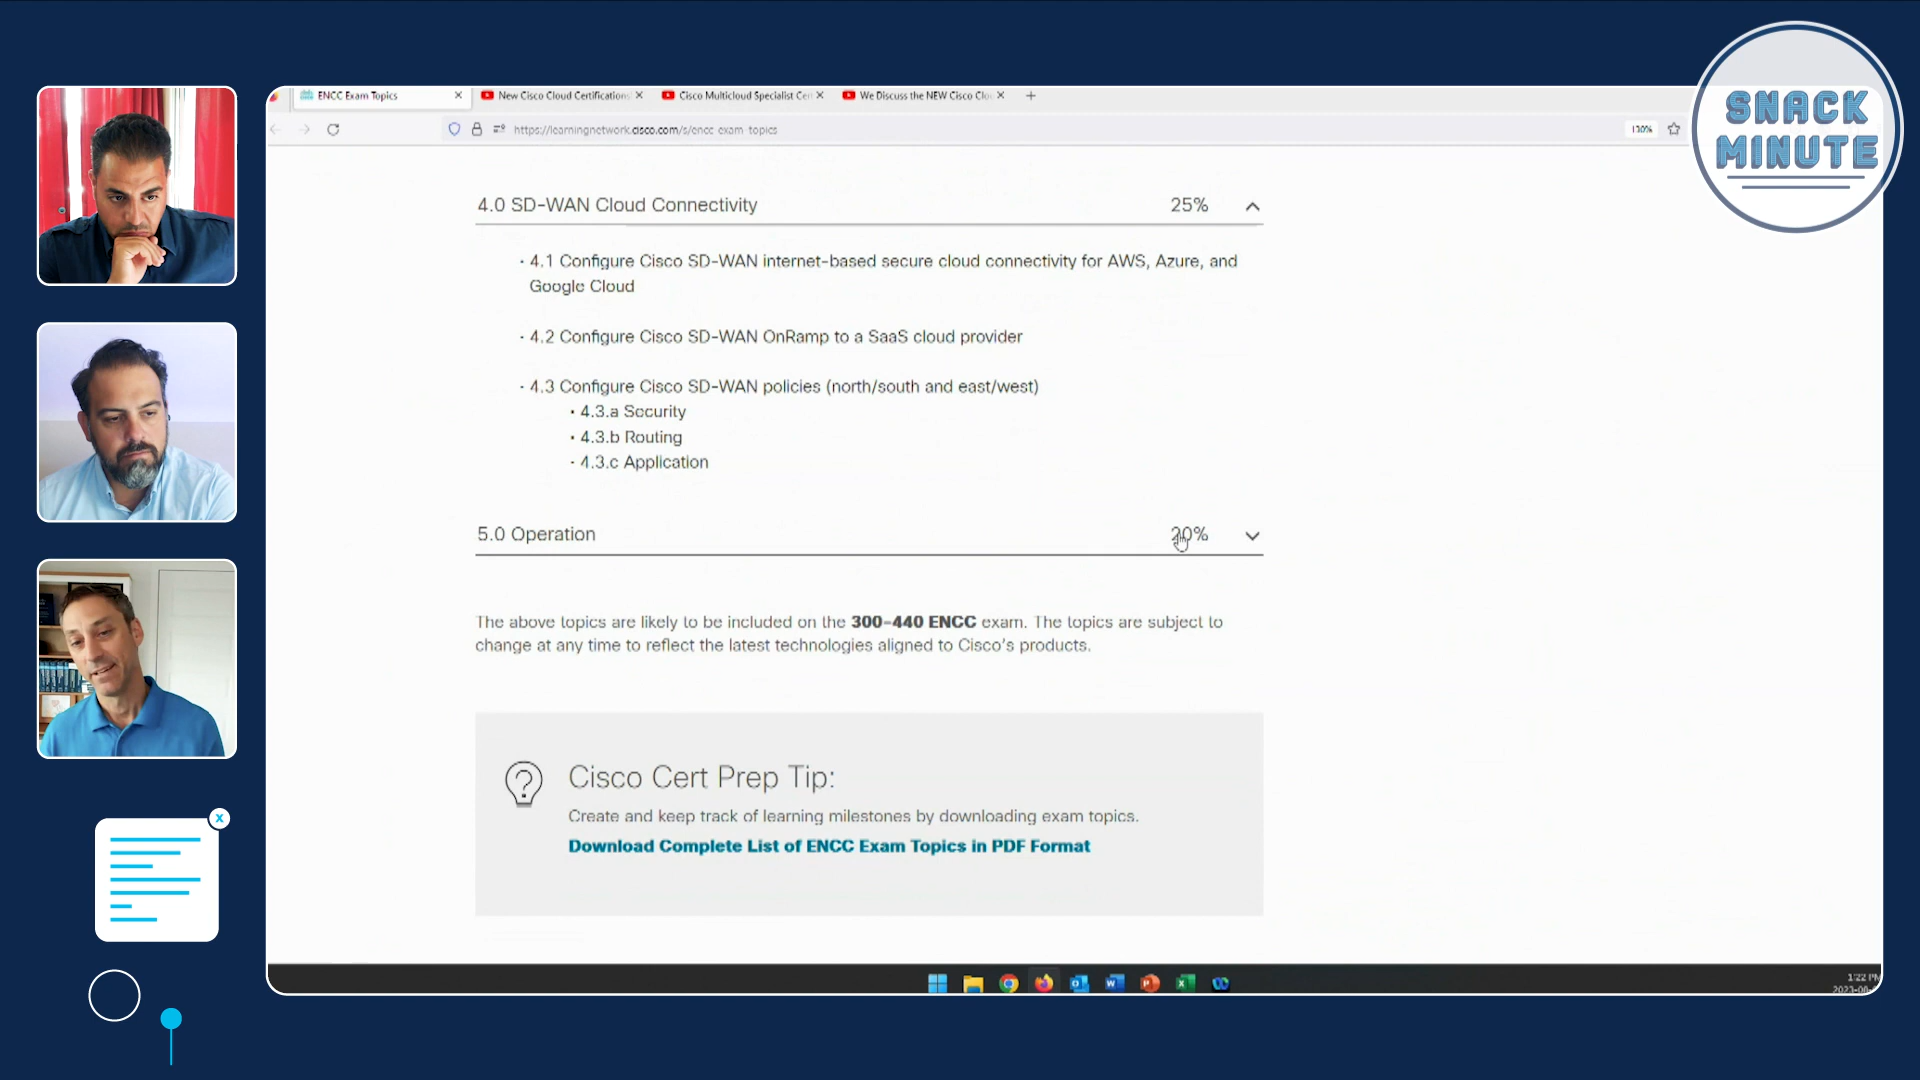 SNACK
MINUTE
ENCC Exam Topics
New Cisco Cloud Certifications
Cisco Multicloud Specialist Cer
We Discuss the NEW Cisco Clo
https://learningnetwork.cisco.com/s/encc-exam-topics
130%
4.0 SD-WAN Cloud Connectivity 25%
· 4.1 Configure Cisco SD-WAN internet-based secure cloud connectivity for AWS, Azure, and
Google Cloud
· 4.2 Configure Cisco SD-WAN OnRamp to a SaaS cloud provider
· 4.3 Configure Cisco SD-WAN policies (north/south and east/west)
• 4.3.a Security
• 4.3.b Routing
• 4.3.c Application
5.0 Operation 20%
The above topics are likely to be included on the 300-440 ENCC exam. The topics are subject to
change at any time to reflect the latest technologies aligned to Cisco's products.
Cisco Cert Prep Tip:
Create and keep track of learning milestones by downloading exam topics.
Download Complete List of ENCC Exam Topics in PDF Format
x
1:22 PM